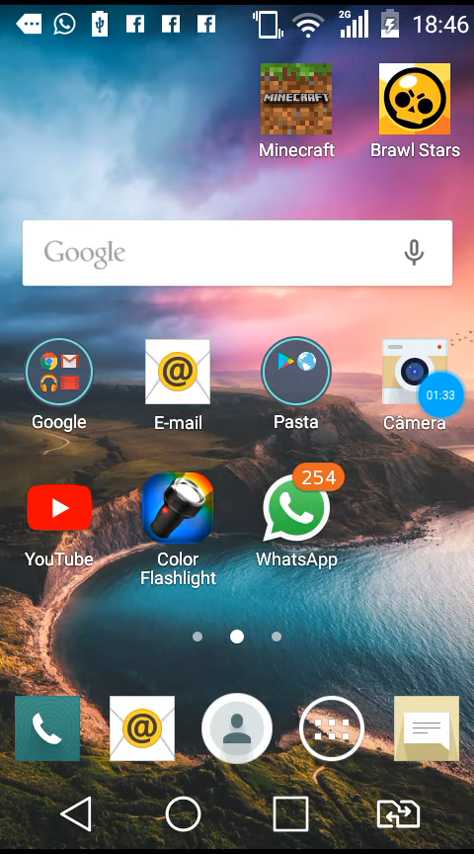 2G
18:46
MINECRAFT
Minecraft
Brawl Stars
Google
Google
E-mail
Pasta
Câmera
01:33
254
YouTube
Color
Flashlight
WhatsApp